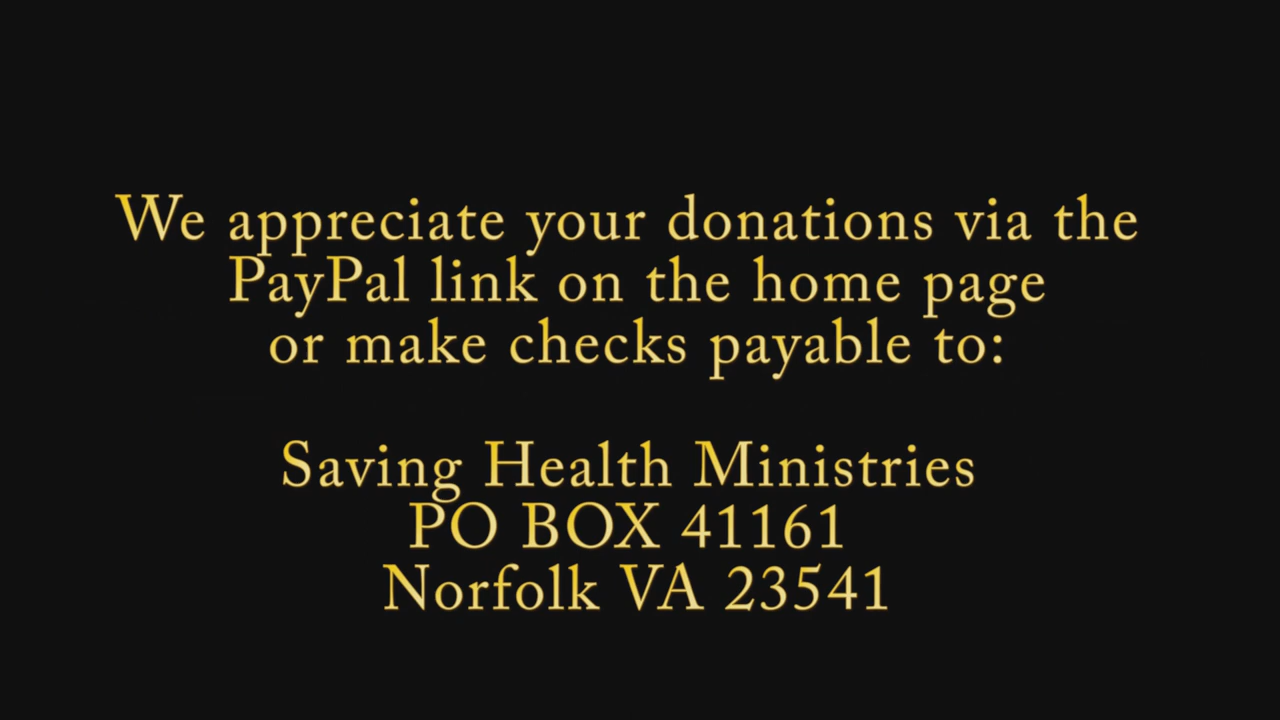 We appreciate your donations via the
PayPal link on the home page
or make checks payable to:
Saving Health Ministries
PO BOX 41161
Norfolk VA 23541